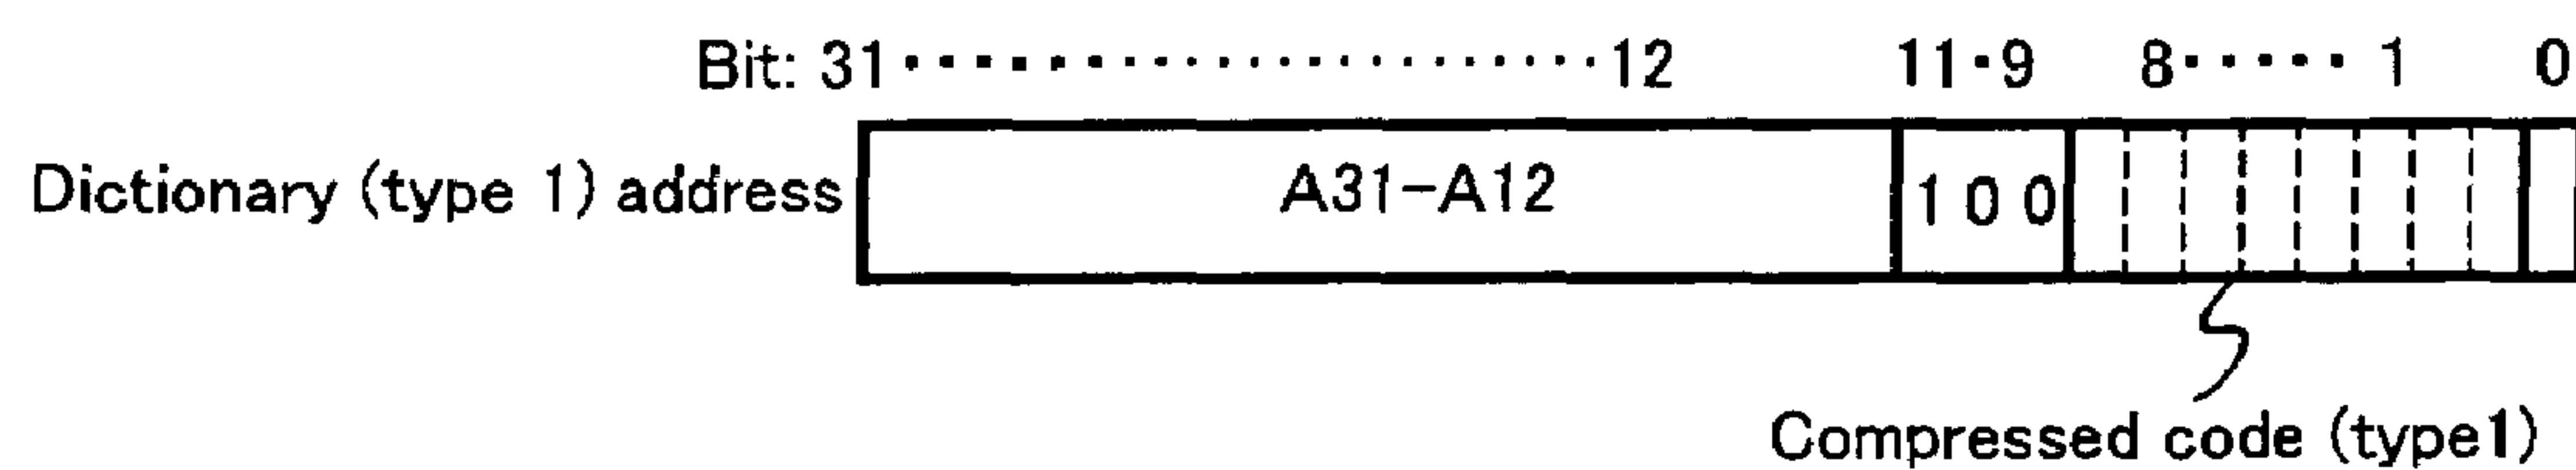 Bit: 31・・・・・・・・・・・・・・・・・・・・12 11・9 8・・・・・1 0
Dictionary (type 1) address A31-A12 1 0 0
Compressed code (type1)